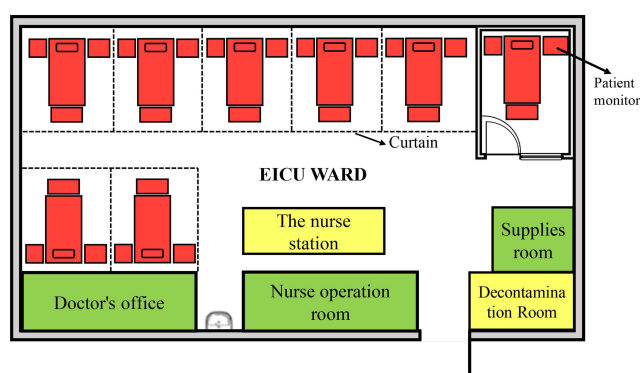 Patient
monitor
Curtain
EICU WARD
The nurse
station
Supplies
room
Doctor's office
Nurse operation
room
Decontamina
tion Room